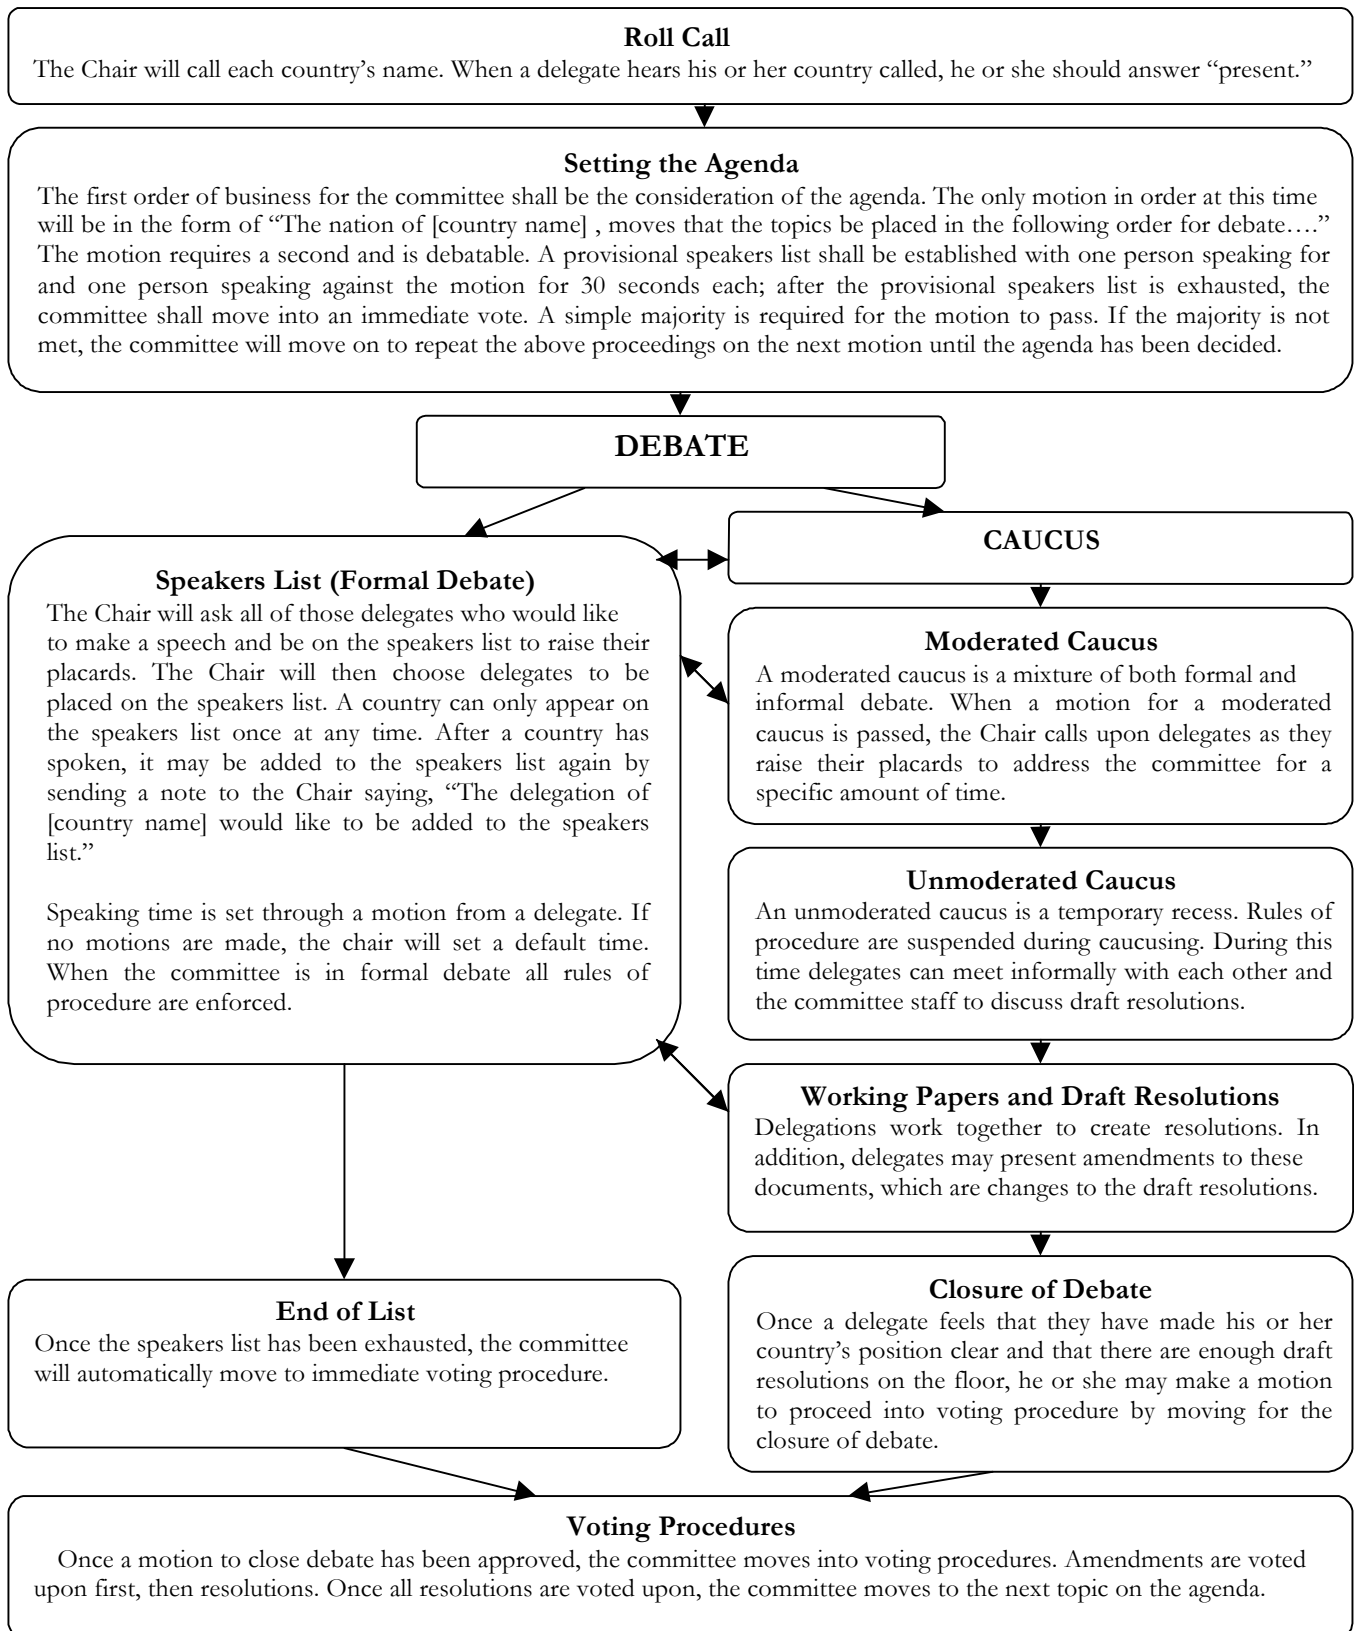 Roll Call
The Chair will call each country’s name. When a delegate hears his or her country called, he or she should answer “present.”
Setting the Agenda
The first order of business for the committee shall be the consideration of the agenda. The only motion in order at this time
will be in the form of “The nation of [country name] , moves that the topics be placed in the following order for debate….”
The motion requires a second and is debatable. A provisional speakers list shall be established with one person speaking for
and one person speaking against the motion for 30 seconds each; after the provisional speakers list is exhausted, the
committee shall move into an immediate vote. A simple majority is required for the motion to pass. If the majority is not
met, the committee will move on to repeat the above proceedings on the next motion until the agenda has been decided.
DEBATE
Speakers List (Formal Debate)
The Chair will ask all of those delegates who would like
to make a speech and be on the speakers list to raise their
placards. The Chair will then choose delegates to be
placed on the speakers list. A country can only appear on
the speakers list once at any time. After a country has
spoken, it may be added to the speakers list again by
sending a note to the Chair saying, “The delegation of
[country name] would like to be added to the speakers
list.”
Speaking time is set through a motion from a delegate. If
no motions are made, the chair will set a default time.
When the committee is in formal debate all rules of
procedure are enforced.
CAUCUS
Moderated Caucus
A moderated caucus is a mixture of both formal and
informal debate. When a motion for a moderated
caucus is passed, the Chair calls upon delegates as they
raise their placards to address the committee for a
specific amount of time.
Unmoderated Caucus
An unmoderated caucus is a temporary recess. Rules of
procedure are suspended during caucusing. During this
time delegates can meet informally with each other and
the committee staff to discuss draft resolutions.
Working Papers and Draft Resolutions
Delegations work together to create resolutions. In
addition, delegates may present amendments to these
documents, which are changes to the draft resolutions.
End of List
Once the speakers list has been exhausted, the committee
will automatically move to immediate voting procedure.
Closure of Debate
Once a delegate feels that they have made his or her
country’s position clear and that there are enough draft
resolutions on the floor, he or she may make a motion
to proceed into voting procedure by moving for the
closure of debate.
Voting Procedures
Once a motion to close debate has been approved, the committee moves into voting procedures. Amendments are voted
upon first, then resolutions. Once all resolutions are voted upon, the committee moves to the next topic on the agenda.